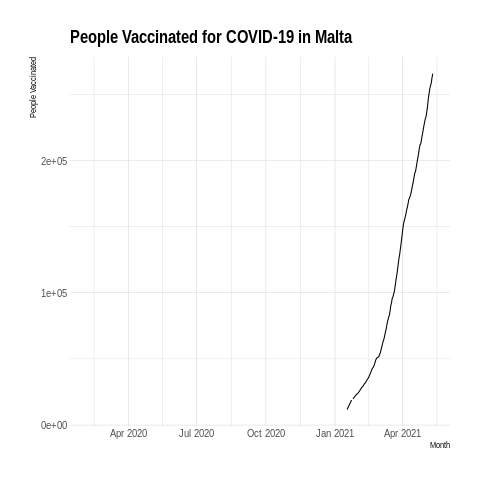 People Vaccinated for COVID-19 in Malta
People Vaccinated
2e+05
1e+05
0e+00
Apr 2020 Jul 2020 Oct 2020 Jan 2021 Apr 2021
Month